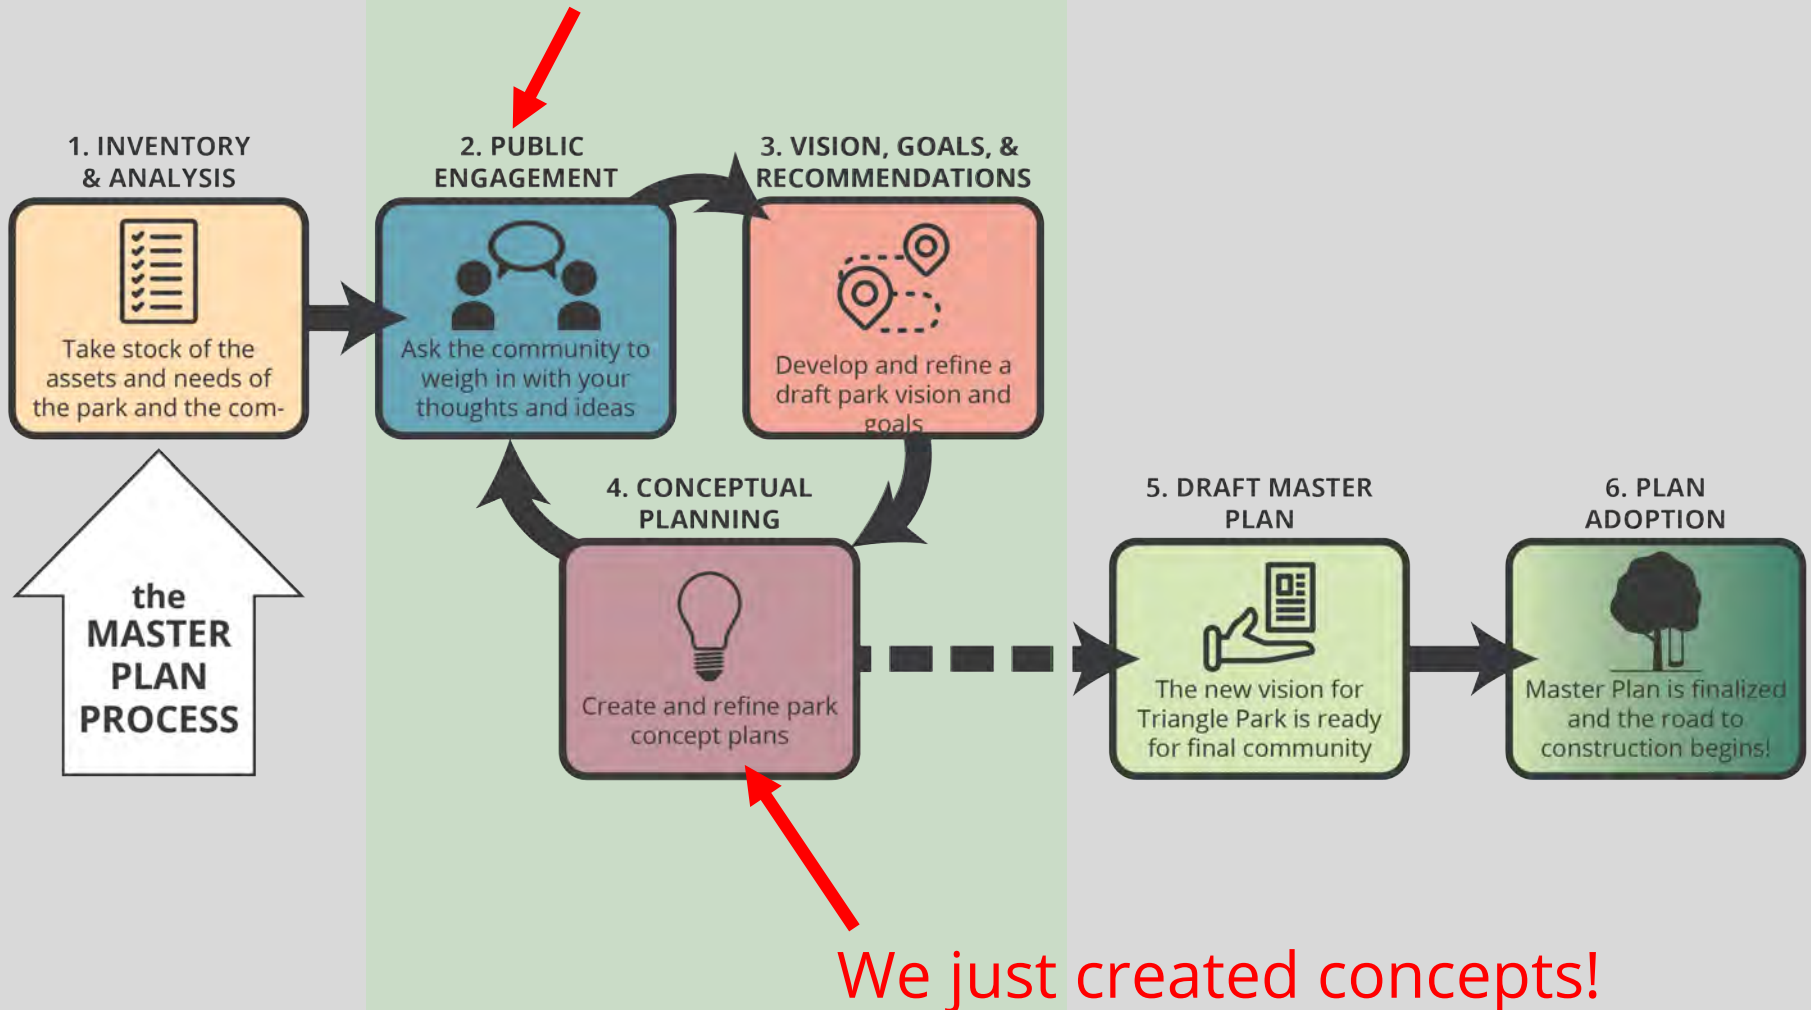 1. INVENTORY
& ANALYSIS
Take stock of the
assets and needs of
the park and the com-
2. PUBLIC
ENGAGEMENT
Ask the community to
weigh in with your
thoughts and ideas
3. VISION, GOALS, &
RECOMMENDATIONS
Develop and refine a
draft park vision and
goals
4. CONCEPTUAL
PLANNING
Create and refine park
concept plans
5. DRAFT MASTER
PLAN
The new vision for
Triangle Park is ready
for final community
6. PLAN
ADOPTION
Master Plan is finalized
and the road to
construction begins!
the
MASTER
PLAN
PROCESS
We just created concepts!